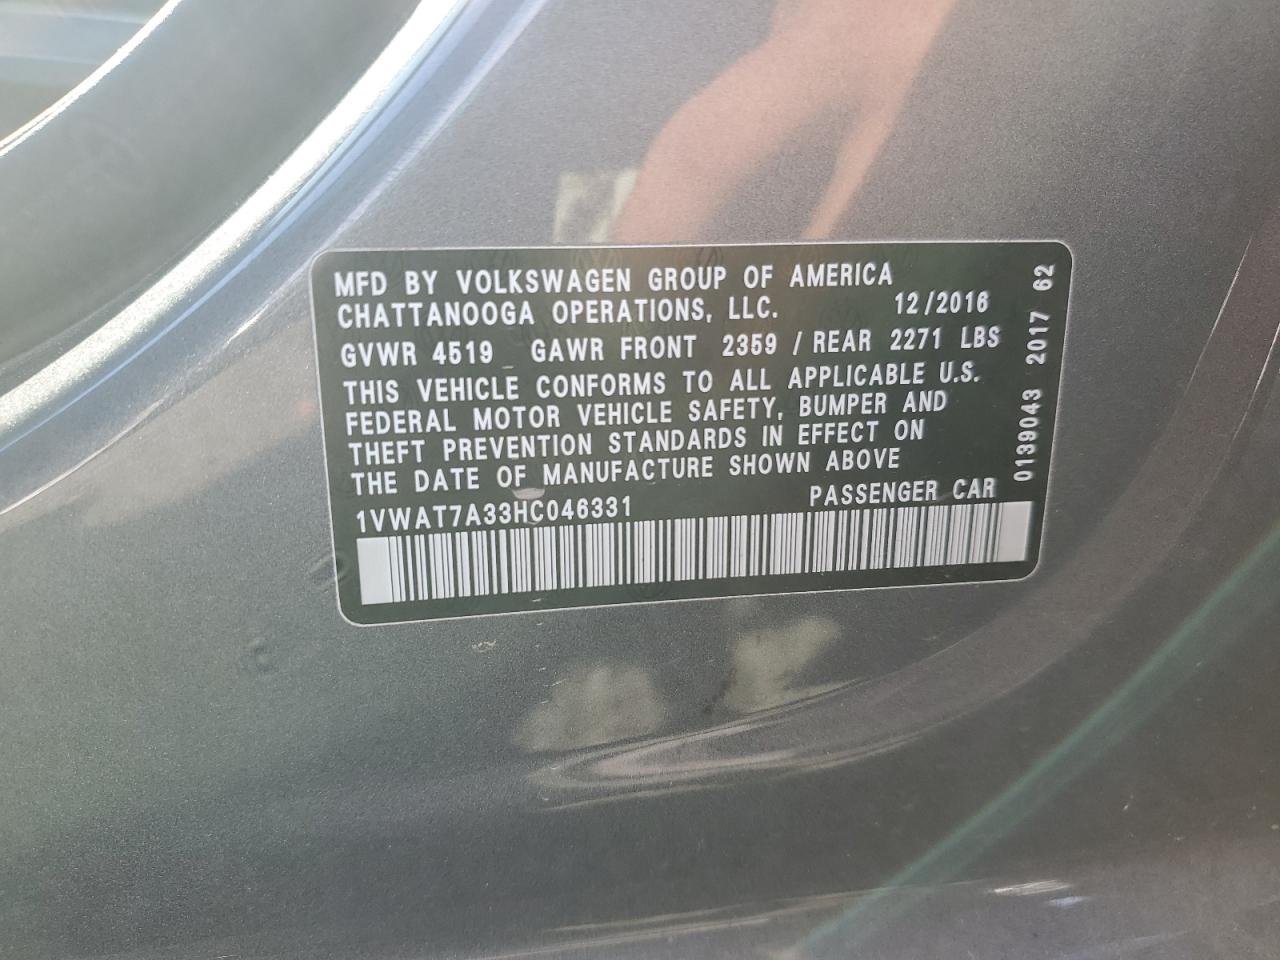 MFD BY VOLKSWAGEN GROUP OF AMERICA
CHATTANOOGA OPERATIONS, LLC. 12/2016
GVWR 4519 GAWR FRONT 2359 / REAR 2271 LBS
THIS VEHICLE CONFORMS TO ALL APPLICABLE U.S.
FEDERAL MOTOR VEHICLE SAFETY, BUMPER AND
THEFT PREVENTION STANDARDS IN EFFECT ON
THE DATE OF MANUFACTURE SHOWN ABOVE
1VWAT7A33HC046331 PASSENGER CAR
0139043 2017 62